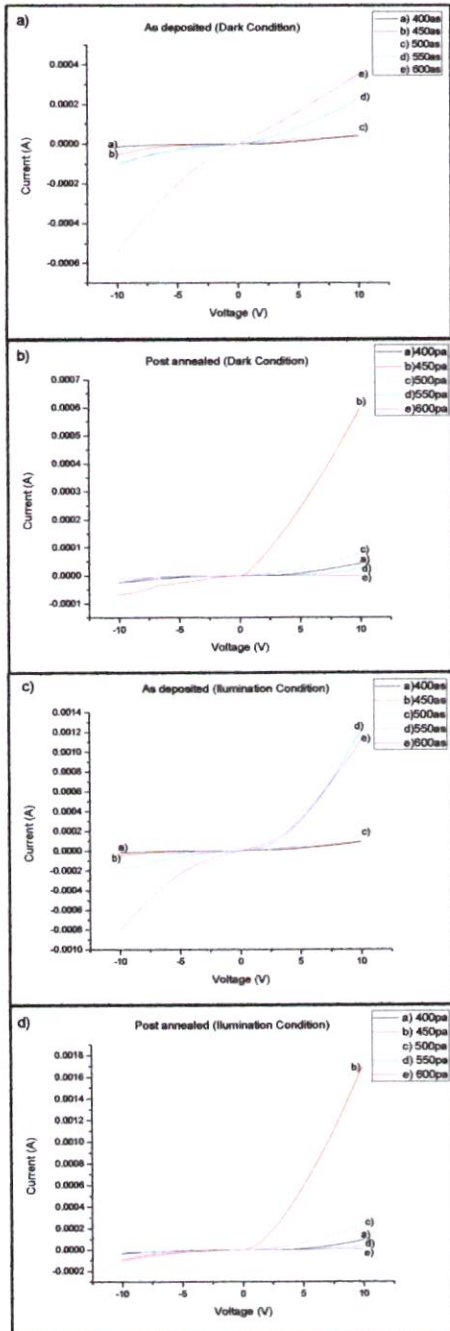 a)
As deposited (Dark Condition)
a) 400as
b) 450as
c) 500as
d) 550as
e) 600as
0.0004
0.0002
0.0000
-0.0002
-0.0004
-0.0006
Current (A)
e)
d)
c)
a)
b)
-10
-5
0
5
10
Voltage (V)
b)
Post annealed (Dark Condition)
a)400pa
b)450pa
c)500pa
d)550pa
e)600pa
0.0007
0.0006
0.0005
0.0004
0.0003
0.0002
0.0001
0.0000
-0.0001
Current (A)
b)
c)
a)
d)
e)
-10
-5
0
5
10
Voltage (V)
c)
As deposited (Ilumination Condition)
a)400as
b)450as
c)500as
d)550as
e)600as
0.0014
0.0012
0.0010
0.0008
0.0006
0.0004
0.0002
0.0000
-0.0002
-0.0004
-0.0006
-0.0008
-0.0010
Current (A)
d)
e)
c)
a)
b)
-10
-5
0
5
10
Voltage (V)
d)
Post annealed (Ilumination Condition)
a) 400pa
b) 450pa
c) 500pa
d) 550pa
e) 600pa
0.0018
0.0016
0.0014
0.0012
0.0010
0.0008
0.0006
0.0004
0.0002
0.0000
-0.0002
Current (A)
b)
c)
a)
d)
e)
-10
-5
0
5
10
Voltage (V)